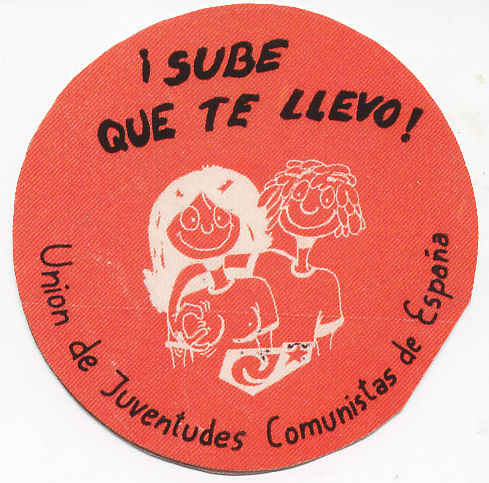 ¡SUBE
QUE TE LLEVO!
Union de Juventudes Comunistas de España